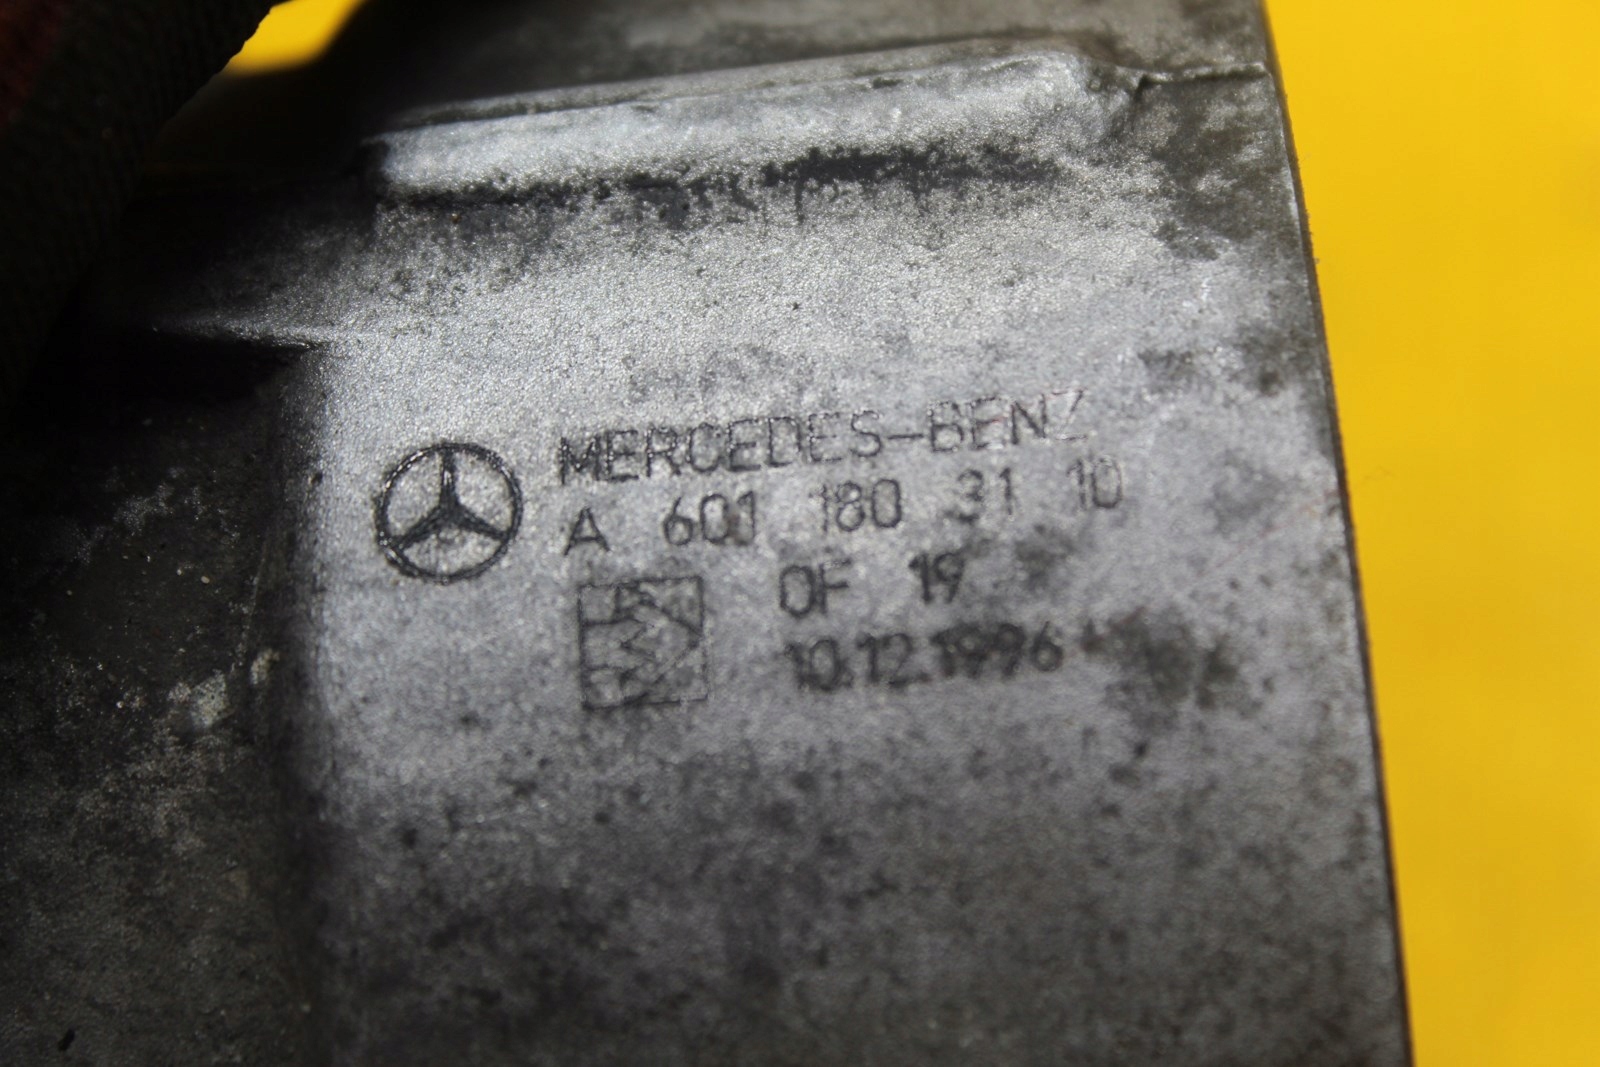 MERCEDES-BENZ
A 601 180 31 10
OF 19
10.12.1996